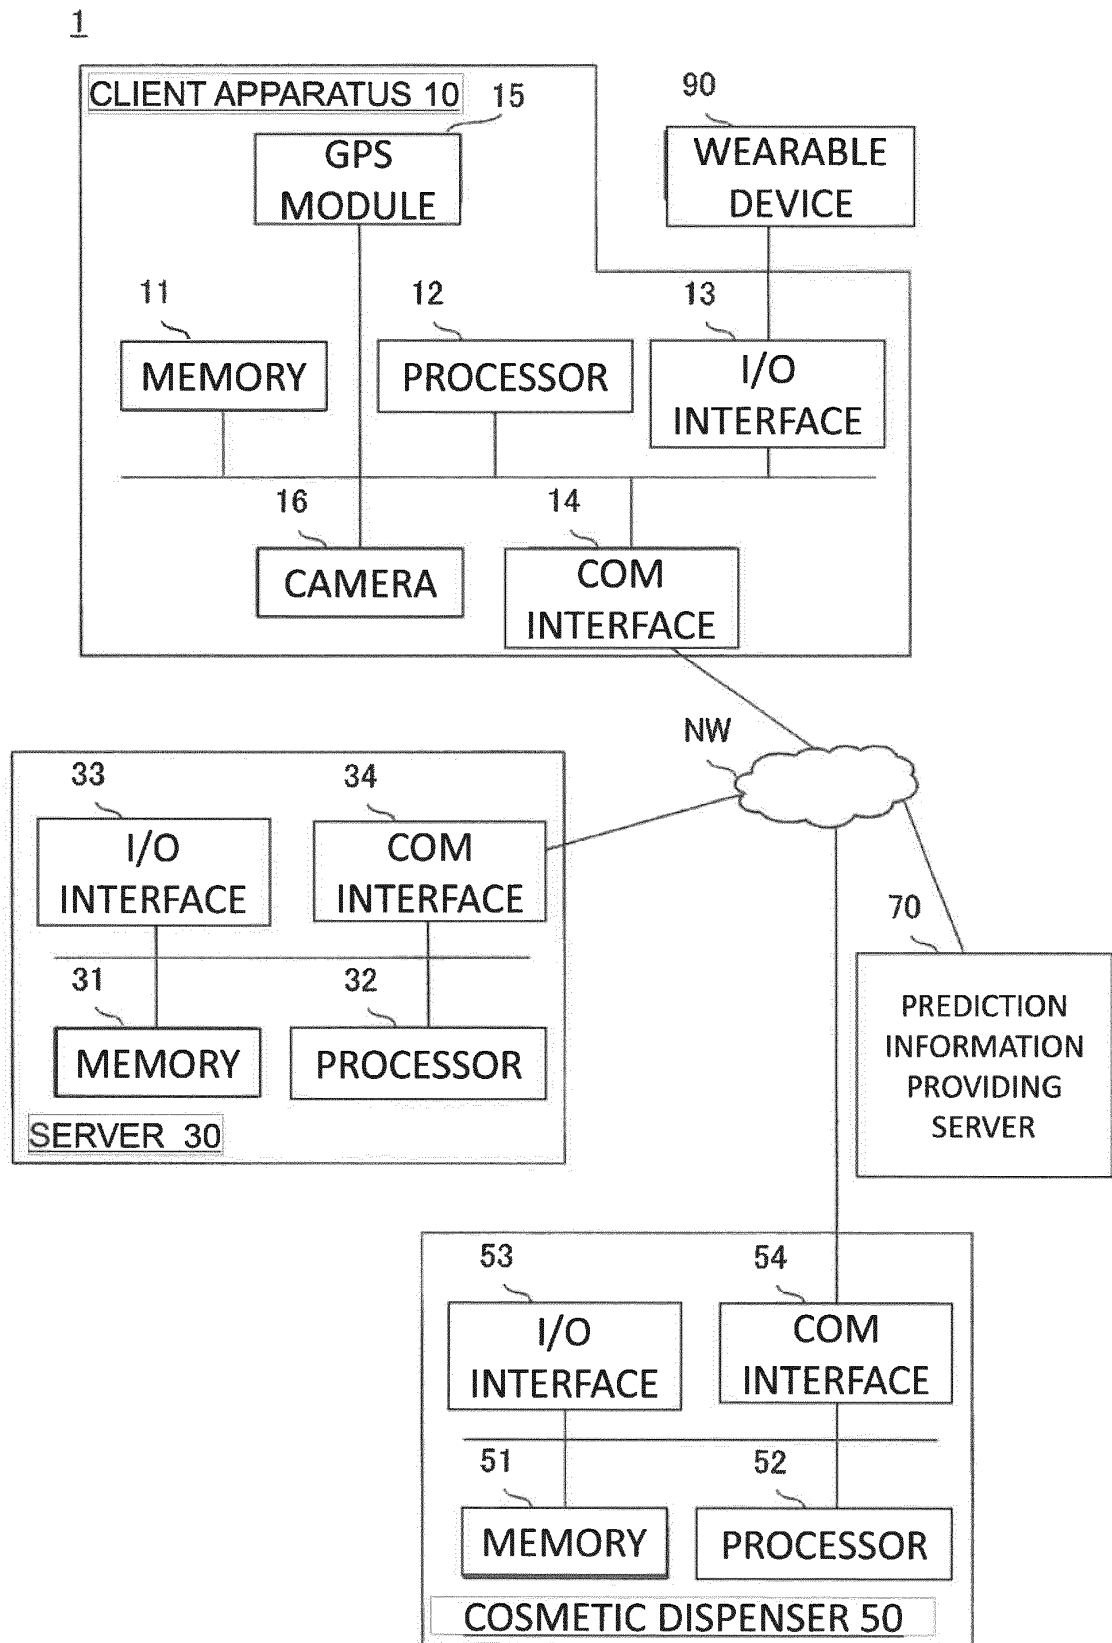 1
CLIENT APPARATUS 10
15
90
GPS
MODULE
WEARABLE
DEVICE
11
12
13
MEMORY
PROCESSOR
I/O
INTERFACE
16
14
CAMERA
COM
INTERFACE
NW
33
34
I/O
INTERFACE
COM
INTERFACE
70
31
32
MEMORY
PROCESSOR
PREDICTION
INFORMATION
PROVIDING
SERVER
SERVER 30
53
54
I/O
INTERFACE
COM
INTERFACE
51
52
MEMORY
PROCESSOR
COSMETIC DISPENSER 50